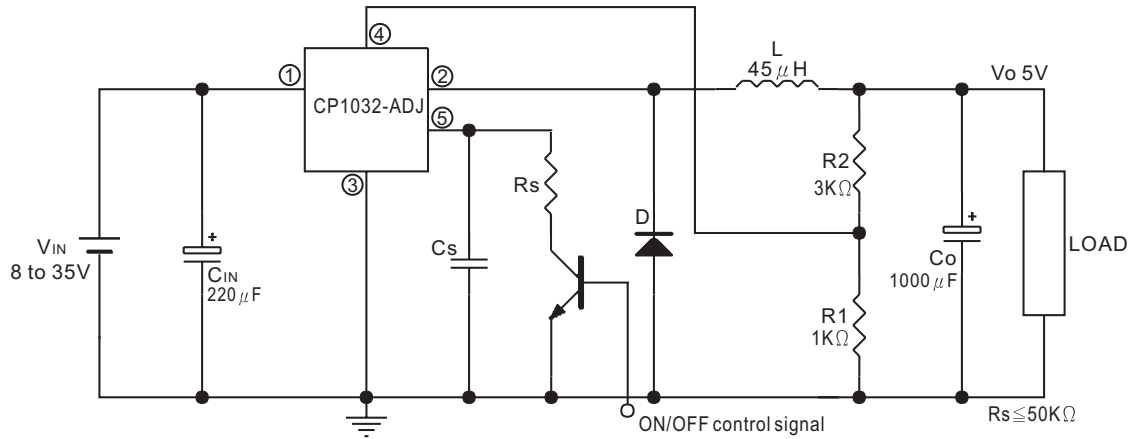 ④
①
②
CP1032-ADJ
⑤
③
L
45μH
Vo 5V
R2
3KΩ
Rs
D
VIN
8 to 35V
+
CIN
220μF
Cs
+
Co
1000μF
LOAD
R1
1KΩ
ON/OFF control signal
Rs≦50KΩ